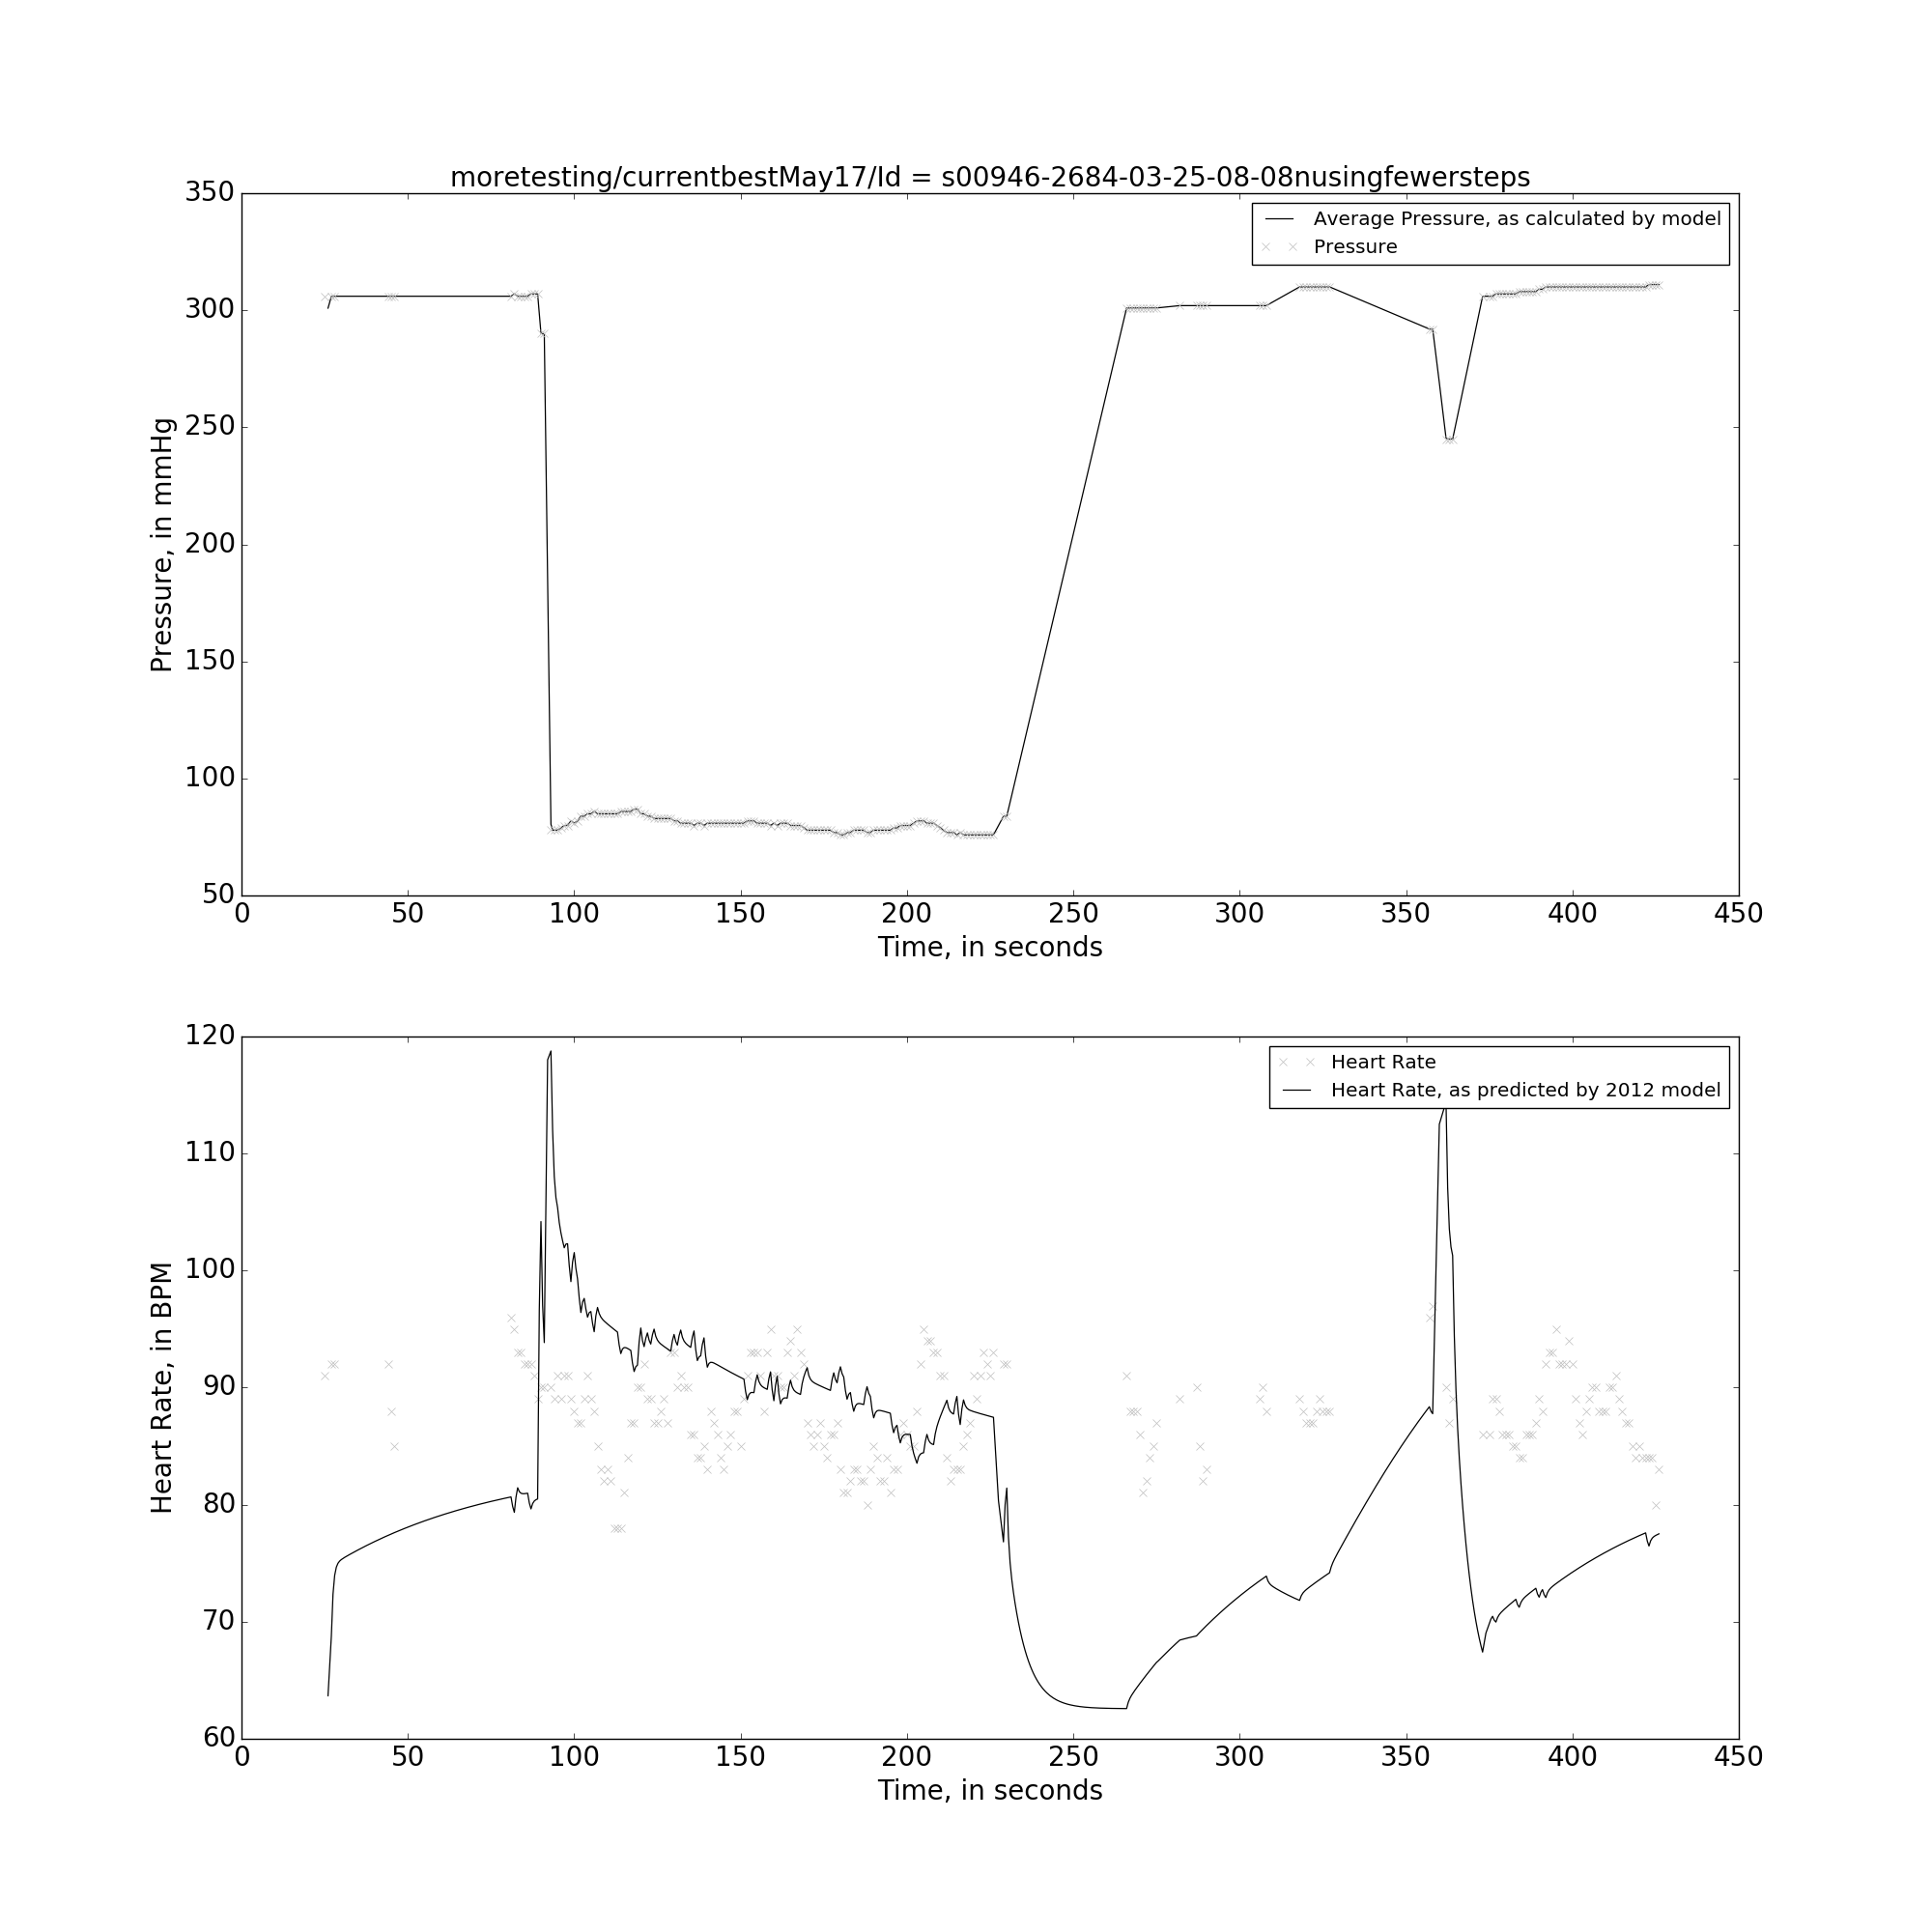 moretesting/currentbestMay17/Id = s00946-2684-03-25-08-08nusingfewersteps
350
300
250
200
150
100
50
Pressure, in mmHg
Average Pressure, as calculated by model
Pressure
0 50 100 150 200 250 300 350 400 450
Time, in seconds
120
110
100
90
80
70
60
Heart Rate, in BPM
Heart Rate
Heart Rate, as predicted by 2012 model
0 50 100 150 200 250 300 350 400 450
Time, in seconds